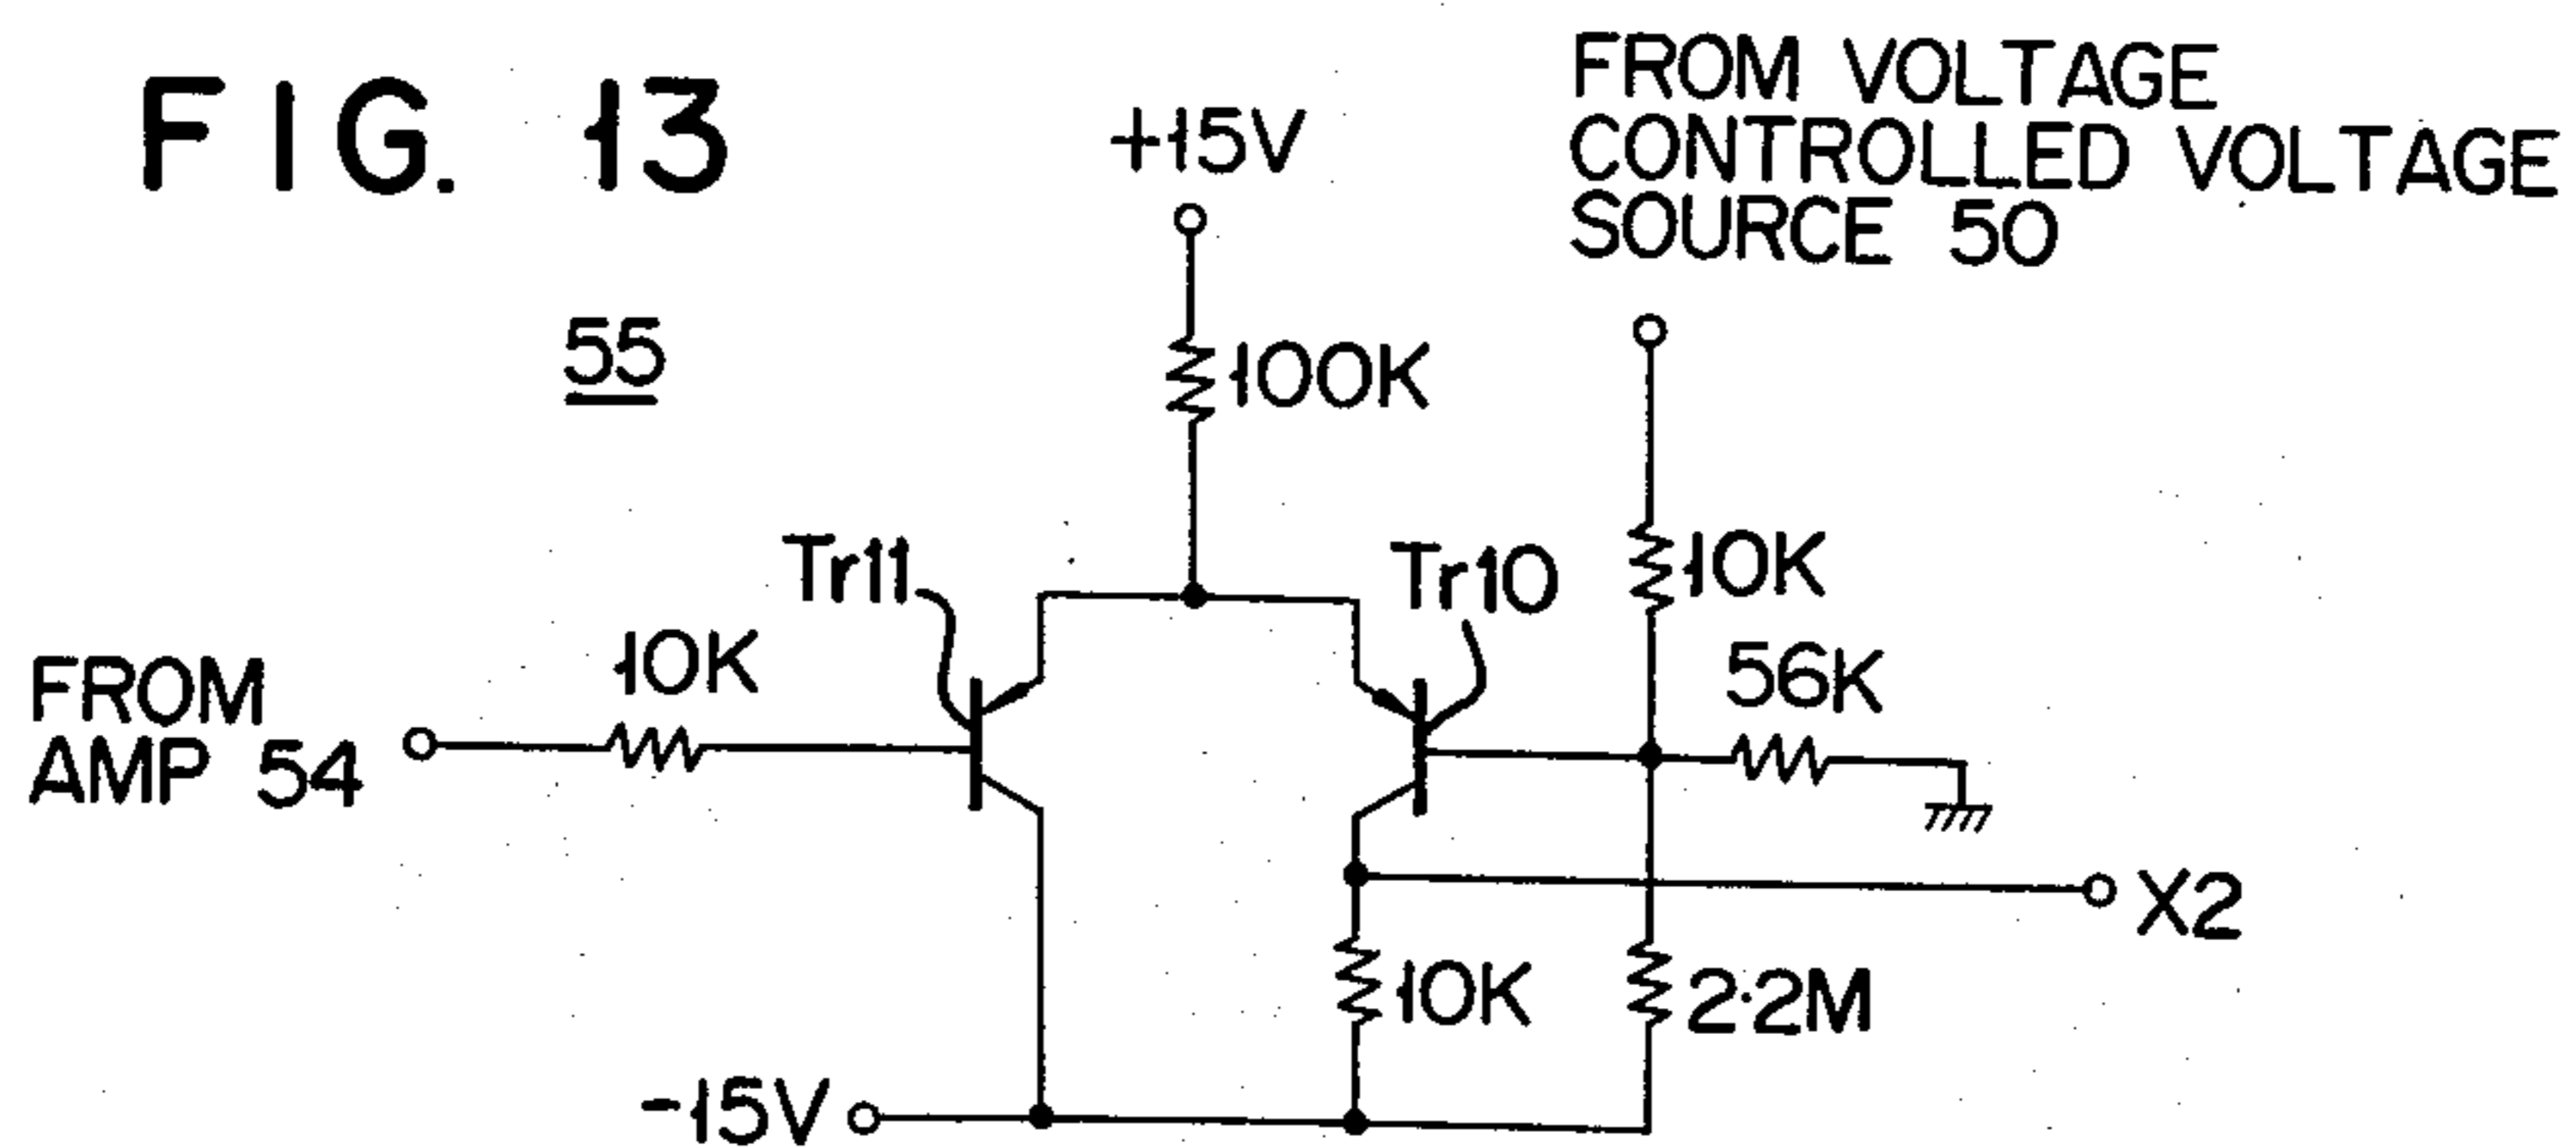 FIG. 13
+15V
FROM VOLTAGE
CONTROLLED VOLTAGE
SOURCE 50
55
100K
Tr11
Tr10
10K
10K
56K
FROM
AMP 54
X2
10K
2.2M
-15V